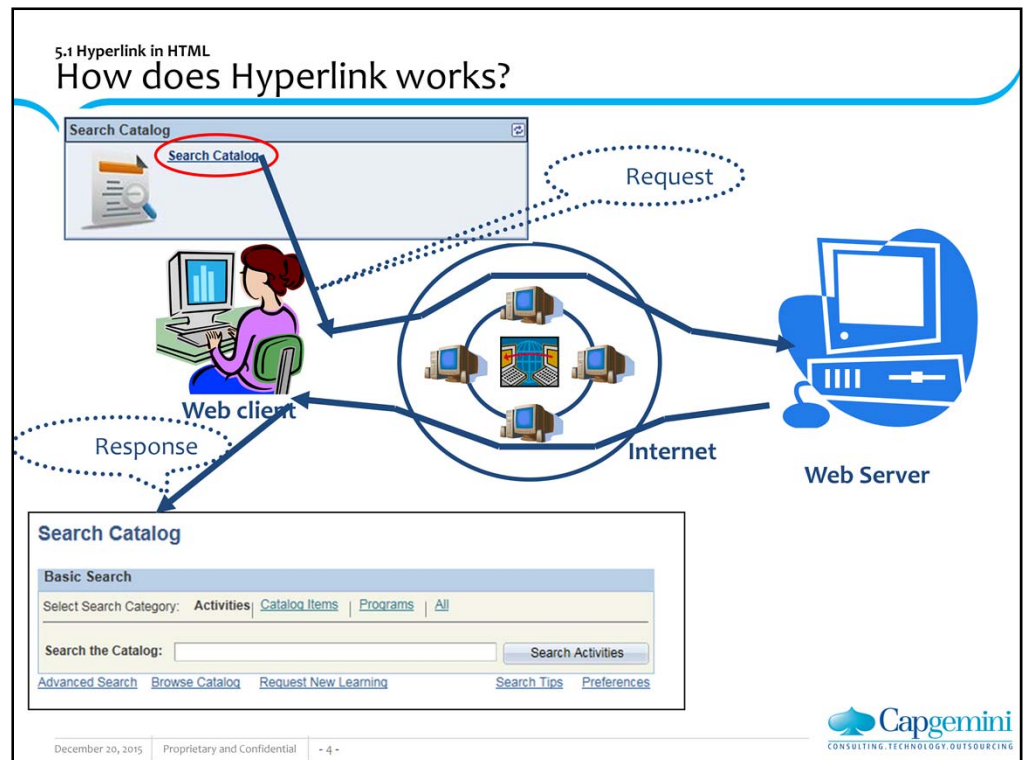 5.1 Hyperlink in HTML
How does Hyperlink works?
Search Catalog
Search Catalog
Request
Web client
Response
Internet
Web Server
Search Catalog
Basic Search
Select Search Category: Activities | Catalog Items | Programs | All
Search the Catalog: Search Activities
Advanced Search Browse Catalog Request New Learning Search Tips Preferences
December 20, 2015 Proprietary and Confidential - 4 -
Capgemini
CONSULTING.TECHNOLOGY.OUTSOURCING